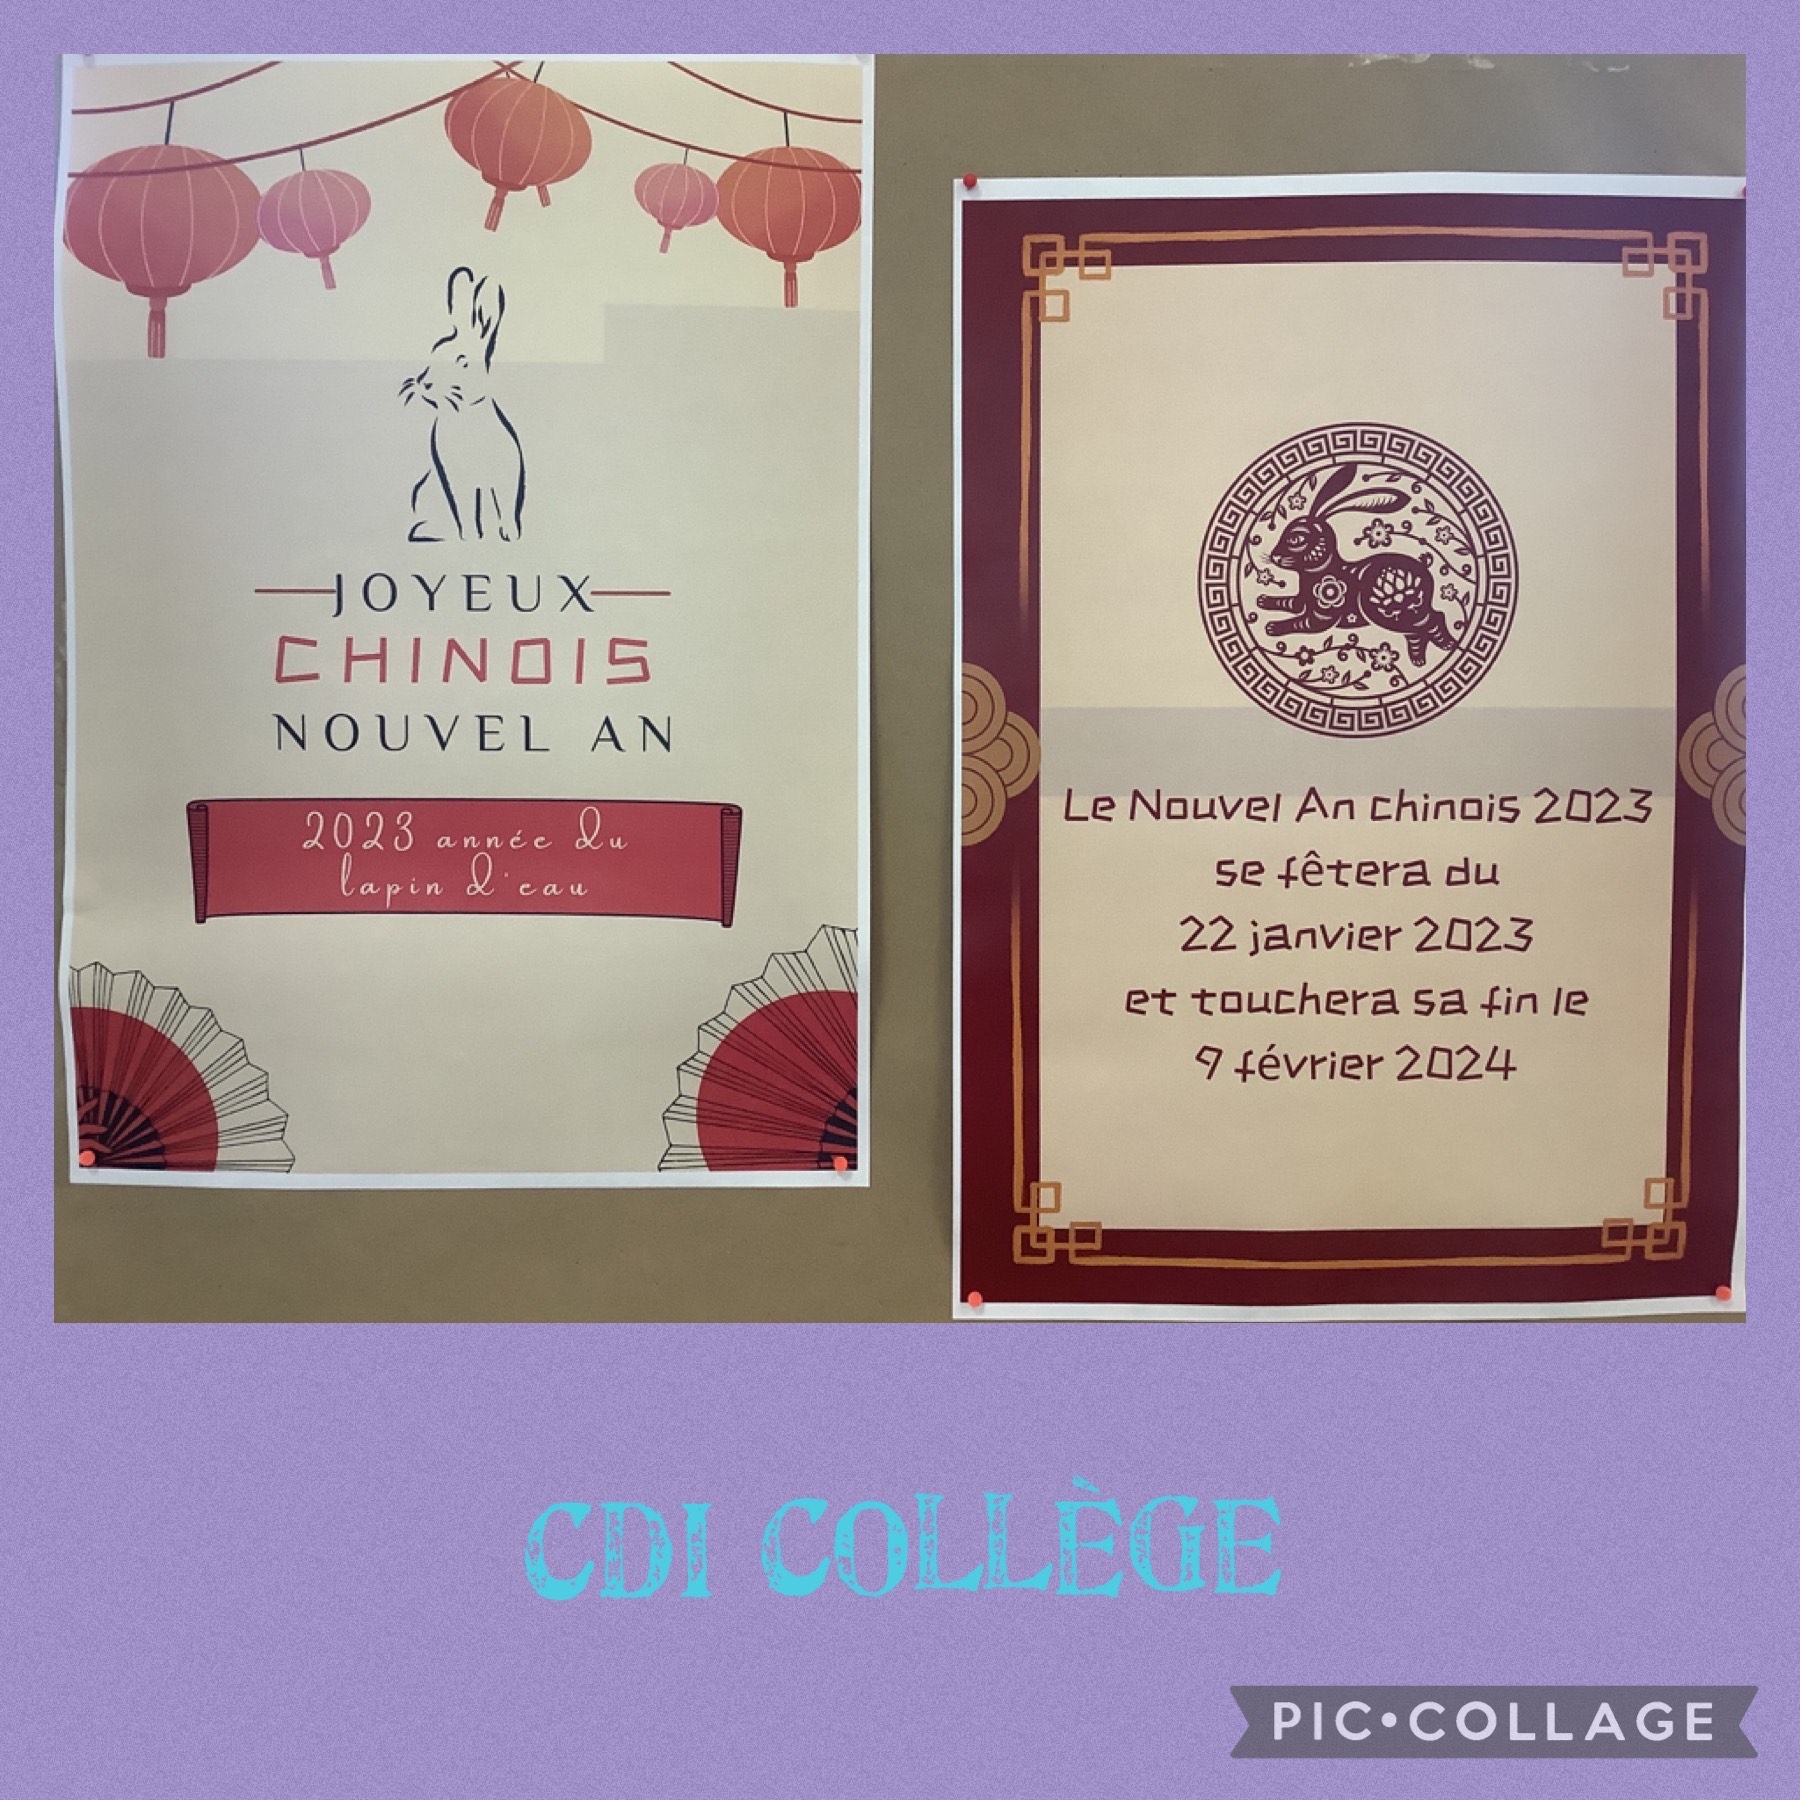 JOYEUX
CHINOIS
NOUVEL AN
2023 année du
lapin d'eau
Le Nouvel An chinois 2023
se fêtera du
22 janvier 2023
et touchera sa fin le
9 février 2024
CDI COLLÈGE
PIC•COLLAGE